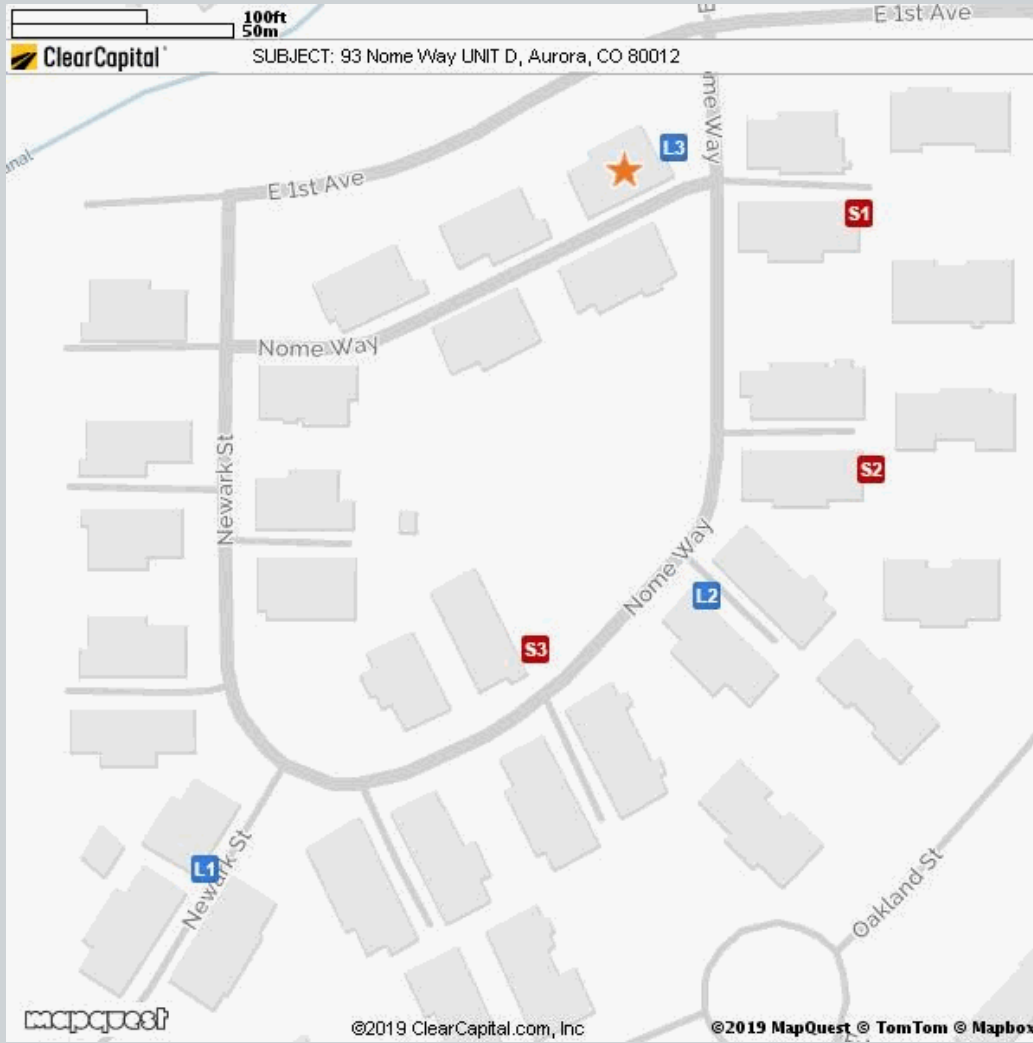 100ft
50m
ClearCapital
SUBJECT: 93 Nome Way UNIT D, Aurora, CO 80012
E 1st Ave
E
me Way
anal
L3
E 1st Ave
S1
Nome Way
Newark St
S2
Nome Way
L2
S3
L1
Newark St
Oakland St
mapquest
©2019 ClearCapital.com, Inc
©2019 MapQuest © TomTom © Mapbox